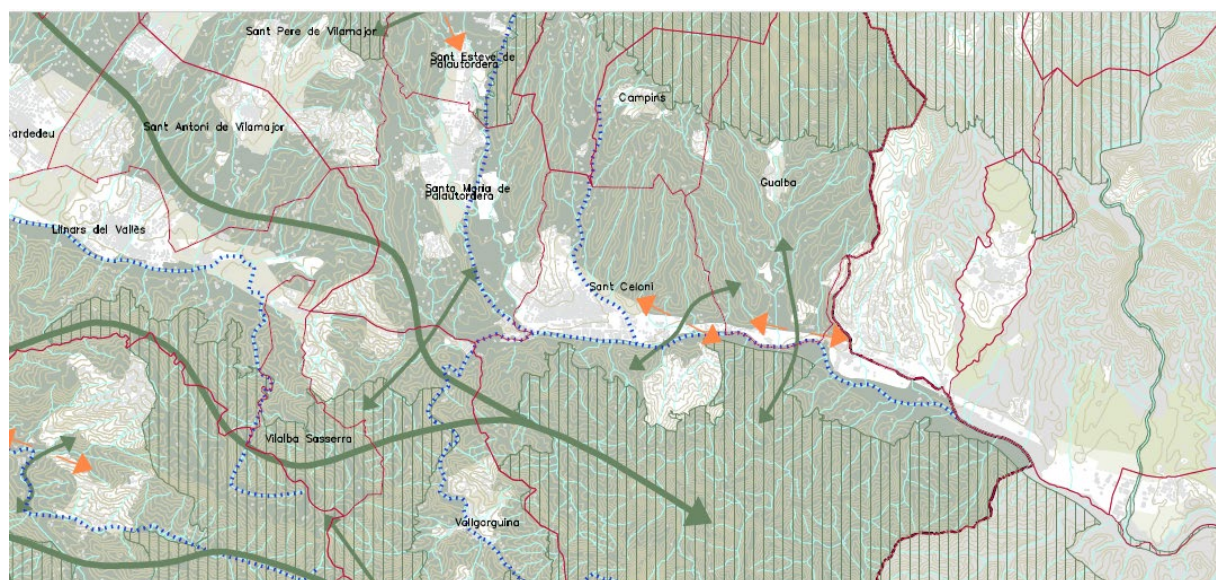 Sant Pere de Vilamajor
Sant Esteve de
Palautordera
Campins
Cardedeu
Sant Antoni de Vilamajor
Santa Maria de
Palautordera
Gualba
Llinars del Vallès
Sant Celoni
Vilalba Sasserra
Vallgorguina